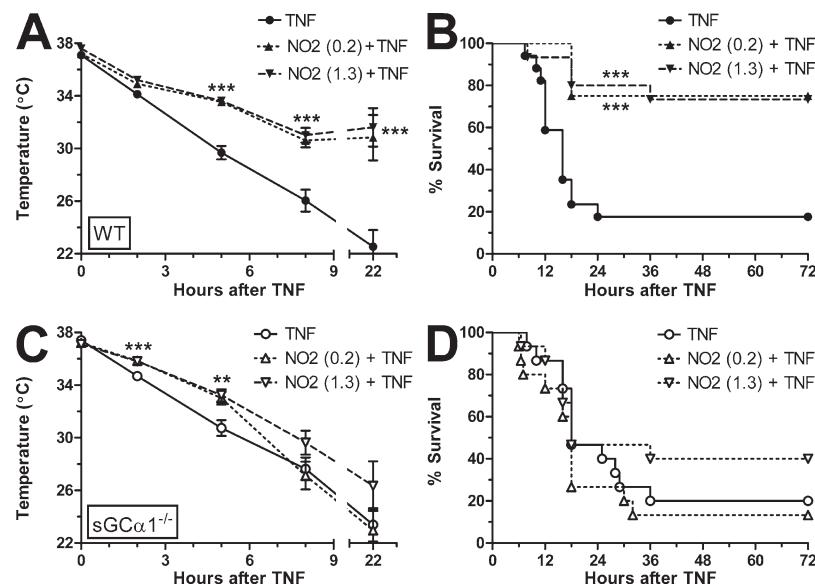 A
TNF
NO2 (0.2) + TNF
NO2 (1.3) + TNF
Temperature (°C)
38
34
30
26
22
***
***
***
WT
0
3
6
9
22
Hours after TNF
B
TNF
NO2 (0.2) + TNF
NO2 (1.3) + TNF
% Survival
100
80
60
40
20
0
***
***
0
12
24
36
48
60
72
Hours after TNF
C
TNF
NO2 (0.2) + TNF
NO2 (1.3) + TNF
Temperature (°C)
38
34
30
26
22
***
**
sGCα1-/-
0
3
6
9
22
Hours after TNF
D
TNF
NO2 (0.2) + TNF
NO2 (1.3) + TNF
% Survival
100
80
60
40
20
0
0
12
24
36
48
60
72
Hours after TNF